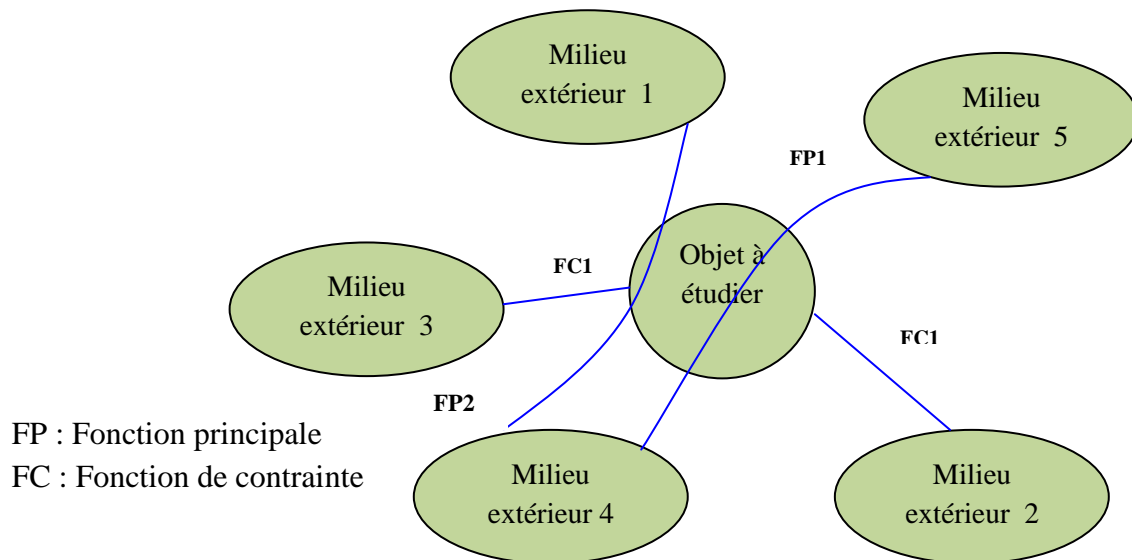 Milieu
extérieur 1
Milieu
extérieur 5
FP1
Objet à
étudier
FC1
Milieu
extérieur 3
FC1
FP2
FP : Fonction principale
FC : Fonction de contrainte
Milieu
extérieur 4
Milieu
extérieur 2